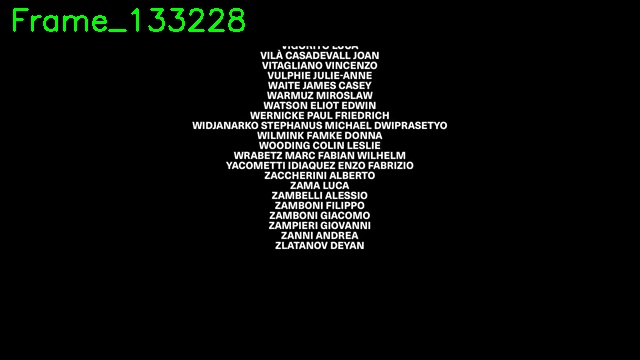 Frame_133228
VIGORITO LUCA
VILÀ CASADEVALL JOAN
VITAGLIANO VINCENZO
VULPHIE JULIE-ANNE
WAITE JAMES CASEY
WARMUZ MIROSLAW
WATSON ELIOT EDWIN
WERNICKE PAUL FRIEDRICH
WIDJANARKO STEPHANUS MICHAEL DWIPRASETYO
WILMINK FAMKE DONNA
WOODING COLIN LESLIE
WRABETZ MARC FABIAN WILHELM
YACOMETTI IDIAQUEZ ENZO FABRIZIO
ZACCHERINI ALBERTO
ZAMA LUCA
ZAMBELLI ALESSIO
ZAMBONI FILIPPO
ZAMBONI GIACOMO
ZAMPIERI GIOVANNI
ZANNI ANDREA
ZLATANOV DEYAN